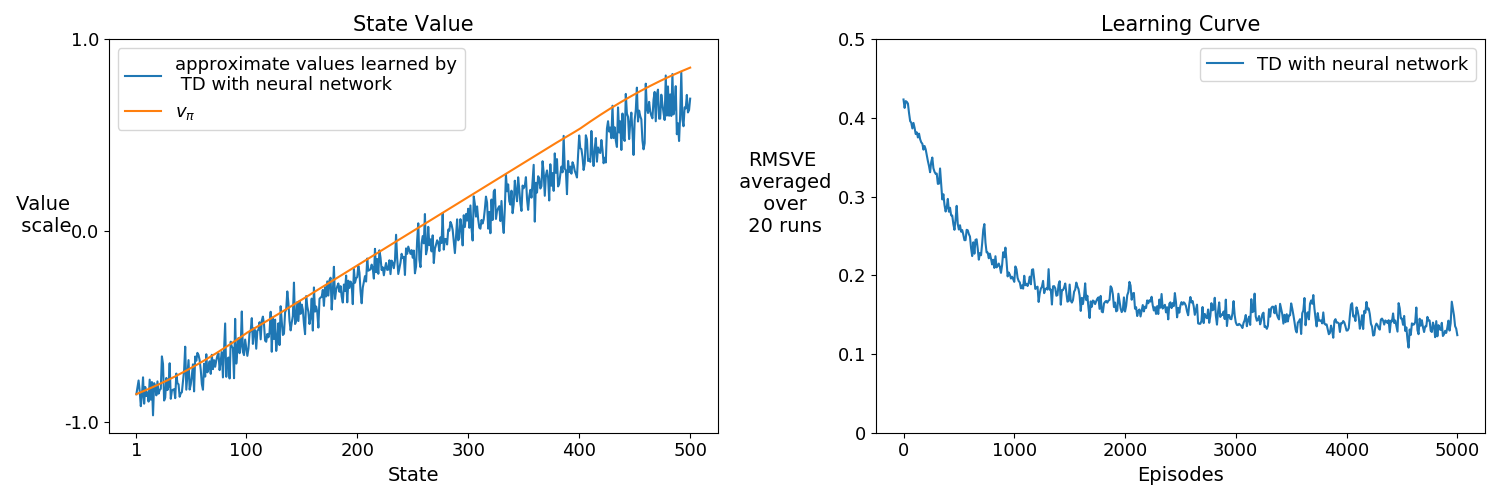 State Value
approximate values learned by
TD with neural network
vπ
Value
scale
1.0
0.0
-1.0
1
100
200
300
400
500
State
Learning Curve
TD with neural network
RMSVE
averaged
over
20 runs
0.5
0.4
0.3
0.2
0.1
0
0
1000
2000
3000
4000
5000
Episodes